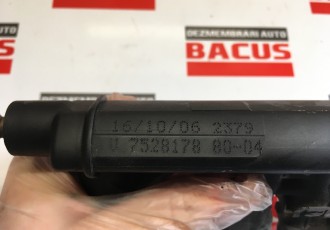 DEZMEMBRARI AUTO
BACUS
16/10/06 2379
V 7528178 80-04